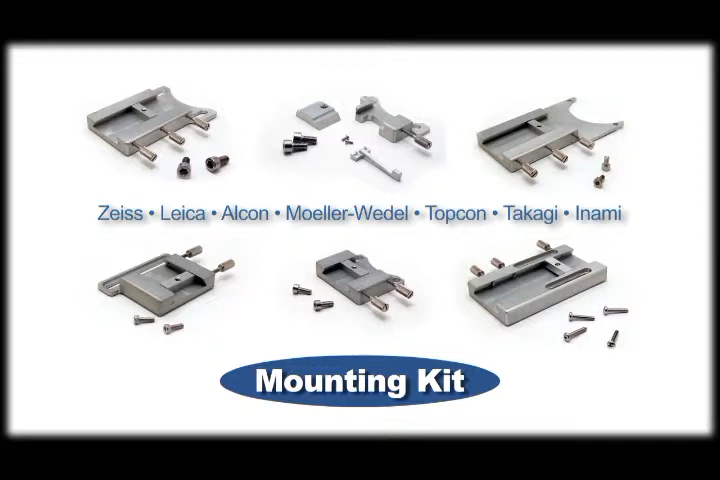 Zeiss • Leica • Alcon • Moeller-Wedel • Topcon • Takagi • Inami
Mounting Kit